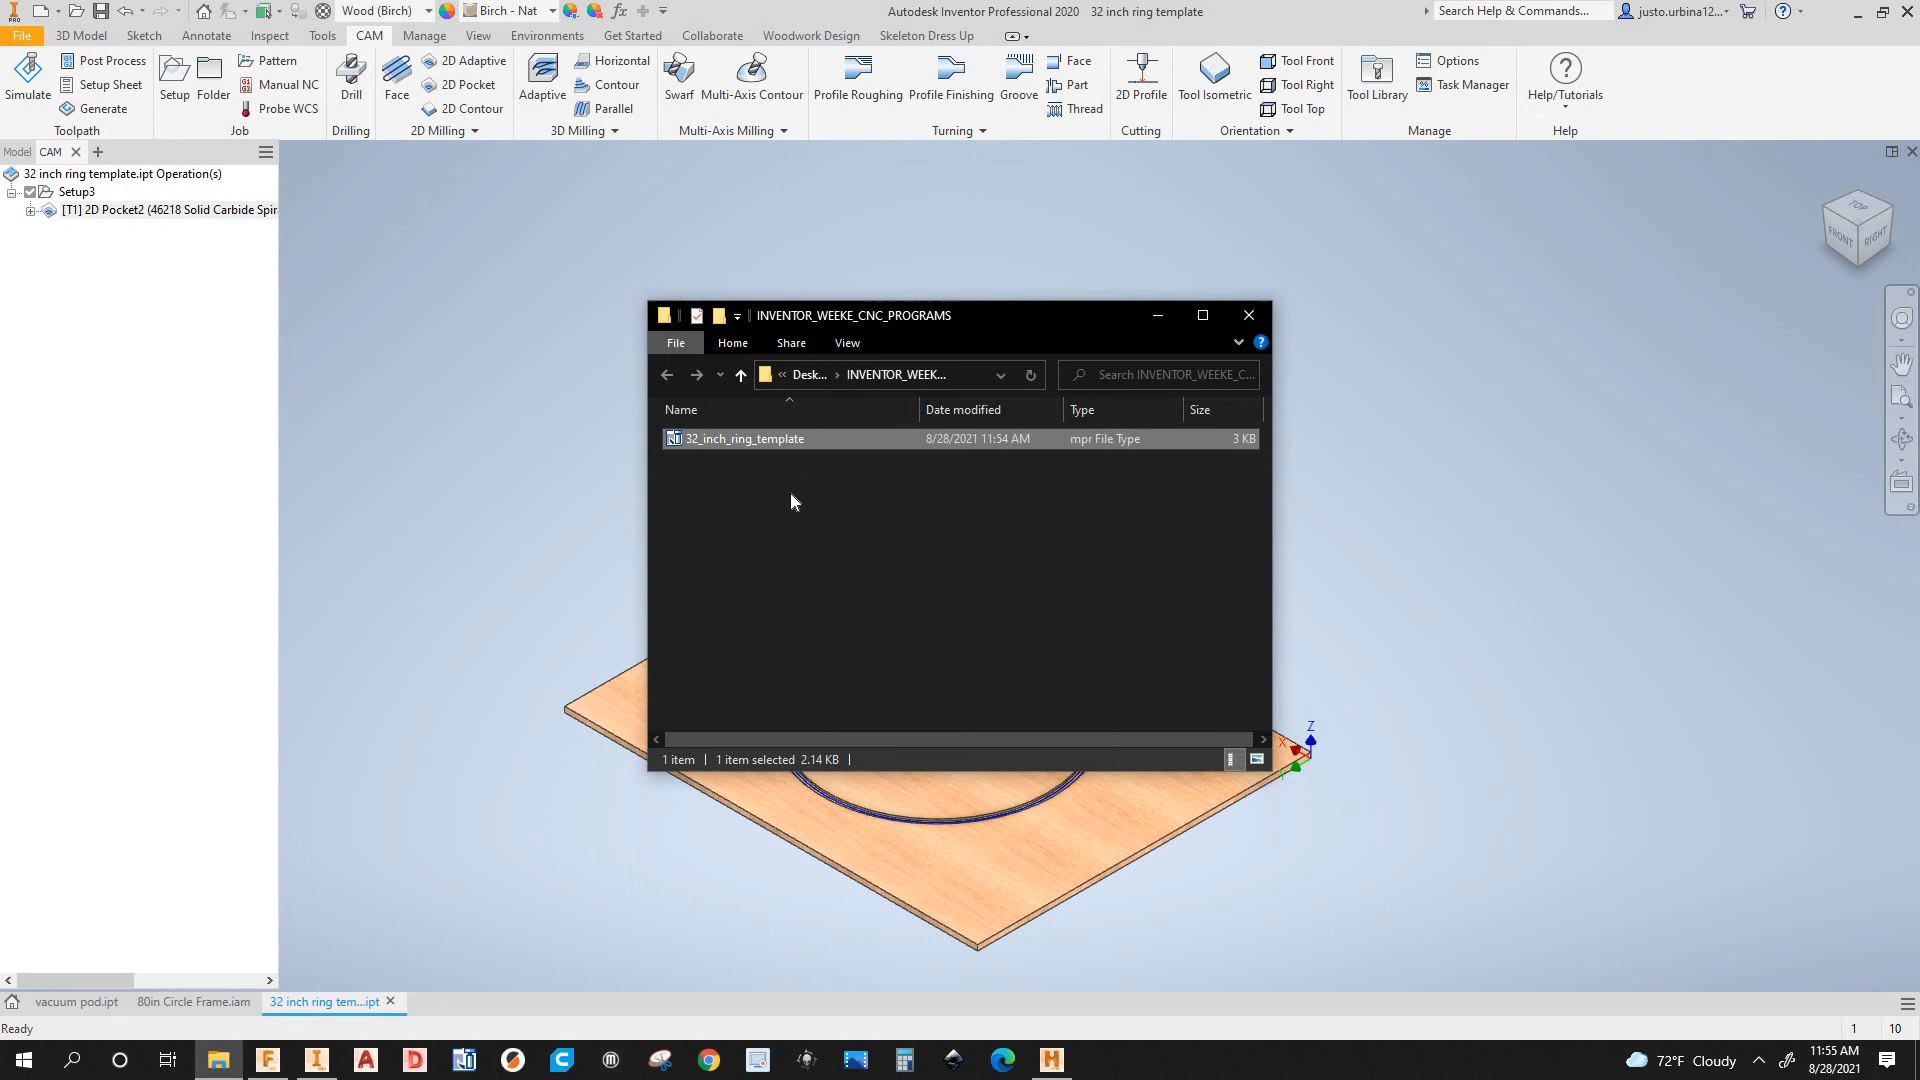 Wood (Birch)
Birch - Nat
Autodesk Inventor Professional 2020 32 inch ring template
Search Help & Commands...
justo.urbina12...
File 3D Model Sketch Annotate Inspect Tools CAM Manage View Environments Get Started Collaborate Woodwork Design Skeleton Dress Up
Simulate
Post Process
Setup Sheet
Generate
Toolpath
Setup
Folder
Pattern
Manual NC
Probe WCS
Job
Drill
Drilling
Face
2D Adaptive
2D Pocket
2D Contour
2D Milling
Adaptive
Horizontal
Contour
Parallel
3D Milling
Swarf
Multi-Axis Contour
Multi-Axis Milling
Profile Roughing
Profile Finishing
Groove
Face
Part
Thread
Turning
2D Profile
Cutting
Tool Isometric
Tool Front
Tool Right
Tool Top
Orientation
Tool Library
Options
Task Manager
Manage
Help/Tutorials
Help
Model CAM
32 inch ring template.ipt Operation(s)
Setup3
[T1] 2D Pocket2 (46218 Solid Carbide Spir
TOP
FRONT
RIGHT
INVENTOR_WEEKE_CNC_PROGRAMS
File Home Share View
« Desk... › INVENTOR_WEEK...
Search INVENTOR_WEEKE_C...
Name Date modified Type Size
32_inch_ring_template 8/28/2021 11:54 AM mpr File Type 3 KB
1 item 1 item selected 2.14 KB
Z
X
Y
vacuum pod.ipt 80in Circle Frame.iam 32 inch ring tem...ipt
Ready
1 10
72°F Cloudy
11:55 AM
8/28/2021